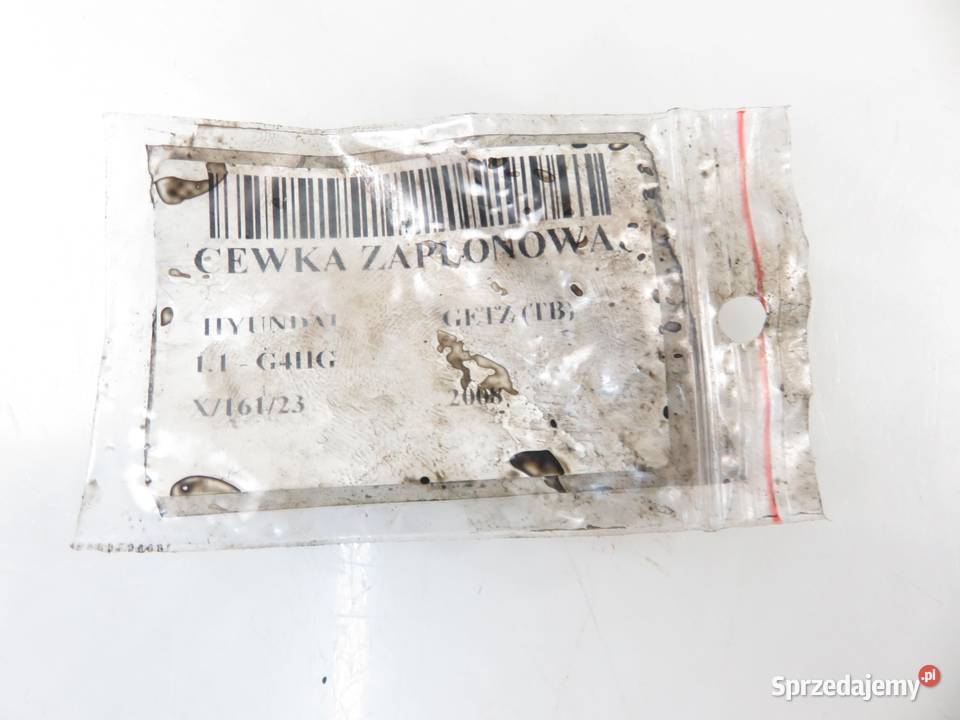 CEWKA ZAPŁONOWA
HYUNDAI GETZ (TB)
1.1 - G4HG
X/161/23 2008
Sprzedajemy.pl